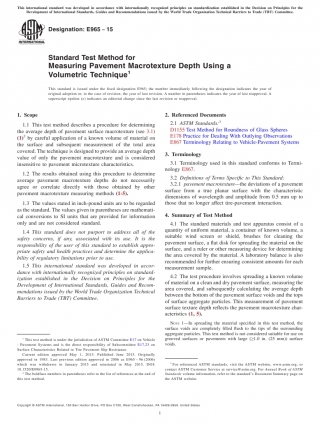 This international standard was developed in accordance with internationally recognized principles on standardization established in the Decision on Principles for the
Development of International Standards, Guides and Recommendations issued by the World Trade Organization Technical Barriers to Trade (TBT) Committee.
INTERNATIONAL
Designation: E965 − 15
Standard Test Method for
Measuring Pavement Macrotexture Depth Using a
Volumetric Technique1
This standard is issued under the fixed designation E965; the number immediately following the designation indicates the year of
original adoption or, in the case of revision, the year of last revision. A number in parentheses indicates the year of last reapproval. A
superscript epsilon (ε) indicates an editorial change since the last revision or reapproval.
1. Scope
1.1 This test method describes a procedure for determining
the average depth of pavement surface macrotexture (see 3.1)
(1)2 by careful application of a known volume of material on
the surface and subsequent measurement of the total area
covered. The technique is designed to provide an average depth
value of only the pavement macrotexture and is considered
insensitive to pavement microtexture characteristics.
1.2 The results obtained using this procedure to determine
average pavement macrotexture depths do not necessarily
agree or correlate directly with those obtained by other
pavement macrotexture measuring methods (1-8).
1.3 The values stated in inch-pound units are to be regarded
as the standard. The values given in parentheses are mathemati-
cal conversions to SI units that are provided for information
only and are not considered standard.
1.4 This standard does not purport to address all of the
safety concerns, if any, associated with its use. It is the
responsibility of the user of this standard to establish appro-
priate safety and health practices and determine the applica-
bility of regulatory limitations prior to use.
1.5 This international standard was developed in accor-
dance with internationally recognized principles on standard-
ization established in the Decision on Principles for the
Development of International Standards, Guides and Recom-
mendations issued by the World Trade Organization Technical
Barriers to Trade (TBT) Committee.
1 This test method is under the jurisdiction of ASTM Committee E17 on Vehicle
- Pavement Systems and is the direct responsibility of Subcommittee E17.23 on
Surface Characteristics Related to Tire Pavement Slip Resistance.
Current edition approved May 1, 2015. Published June 2015. Originally
approved in 1983. Last previous edition approved in 2006 as E965 – 96 (2006)
which was withdrawn in January 2015 and reinstated in May 2015. DOI:
10.1520/E0965-15.
2 The boldface numbers in parentheses refer to the list of references at the end of
this test method.
2. Referenced Documents
2.1 ASTM Standards:3
D1155 Test Method for Roundness of Glass Spheres
E178 Practice for Dealing With Outlying Observations
E867 Terminology Relating to Vehicle-Pavement Systems
3. Terminology
3.1 Terminology used in this standard conforms to Termi-
nology E867.
3.2 Definitions of Terms Specific to This Standard:
3.2.1 pavement macrotexture—the deviations of a pavement
surface from a true planar surface with the characteristic
dimensions of wavelength and amplitude from 0.5 mm up to
those that no longer affect tire-pavement interaction.
4. Summary of Test Method
4.1 The standard materials and test apparatus consist of a
quantity of uniform material, a container of known volume, a
suitable wind screen or shield, brushes for cleaning the
pavement surface, a flat disk for spreading the material on the
surface, and a ruler or other measuring device for determining
the area covered by the material. A laboratory balance is also
recommended for further ensuring consistent amounts for each
measurement sample.
4.2 The test procedure involves spreading a known volume
of material on a clean and dry pavement surface, measuring the
area covered, and subsequently calculating the average depth
between the bottom of the pavement surface voids and the tops
of surface aggregate particles. This measurement of pavement
surface texture depth reflects the pavement macrotexture char-
acteristics (1, 8).
NOTE 1—In spreading the material specified in this test method, the
surface voids are completely filled flush to the tips of the surrounding
aggregate particles. This test method is not considered suitable for use on
grooved surfaces or pavements with large (≥1.0 in. (25 mm)) surface
voids.
3 For referenced ASTM standards, visit the ASTM website, www.astm.org, or
contact ASTM Customer Service at service@astm.org. For Annual Book of ASTM
Standards volume information, refer to the standard's Document Summary page on
the ASTM website.
Copyright © ASTM International, 100 Barr Harbor Drive, PO Box C700, West Conshohocken, PA 19428-2959. United States
1